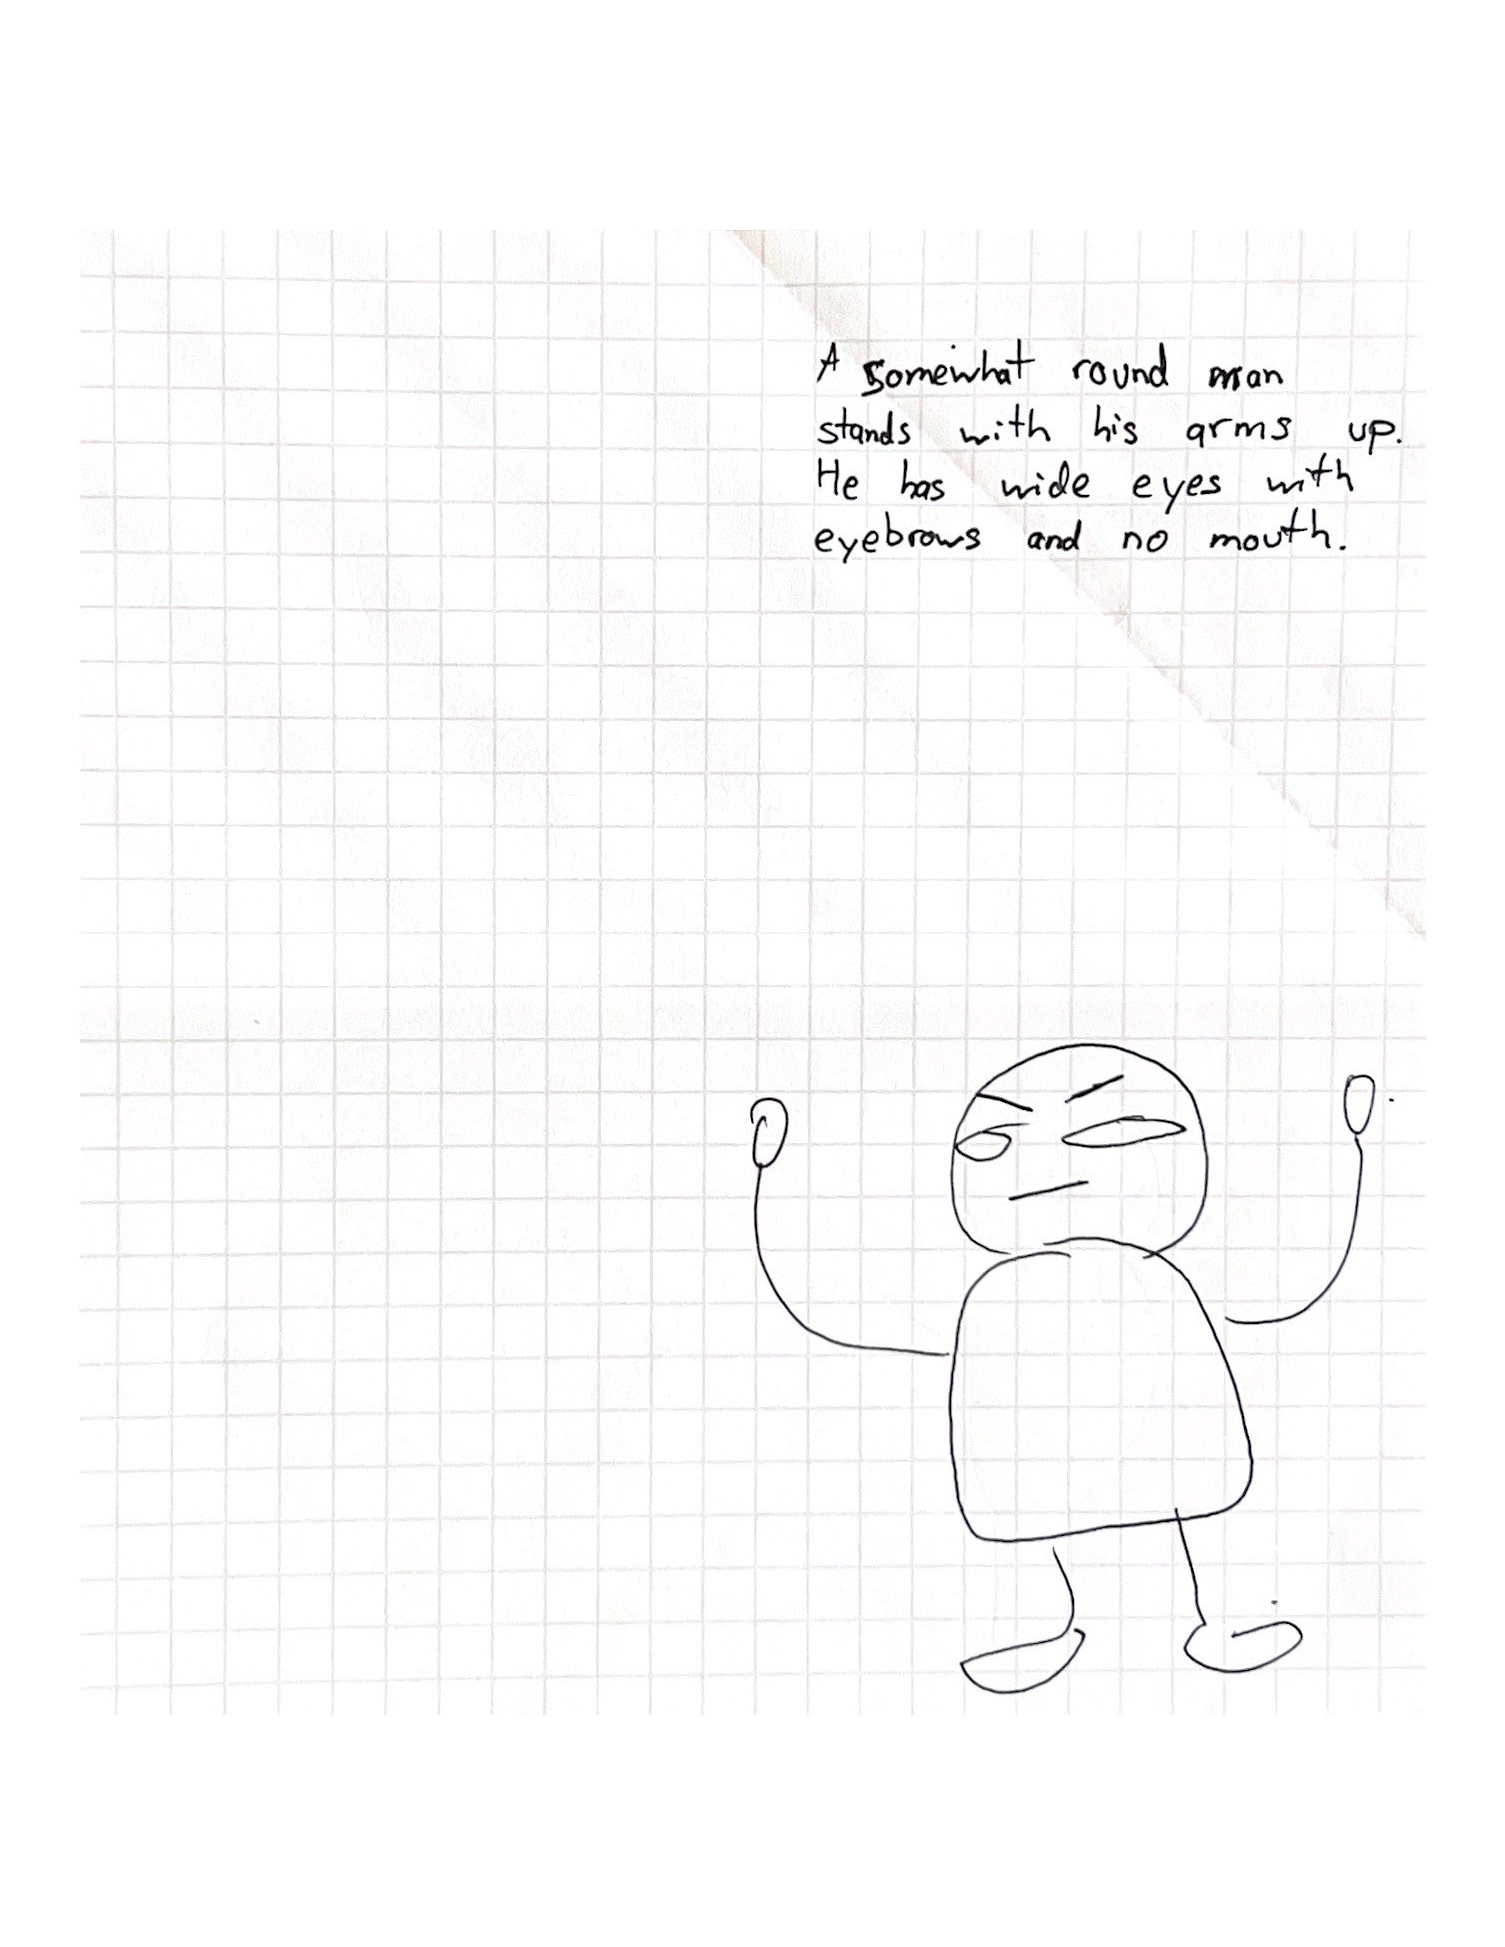 A somewhat round man
stands with his arms up.
He has wide eyes with
eyebrows and no mouth.